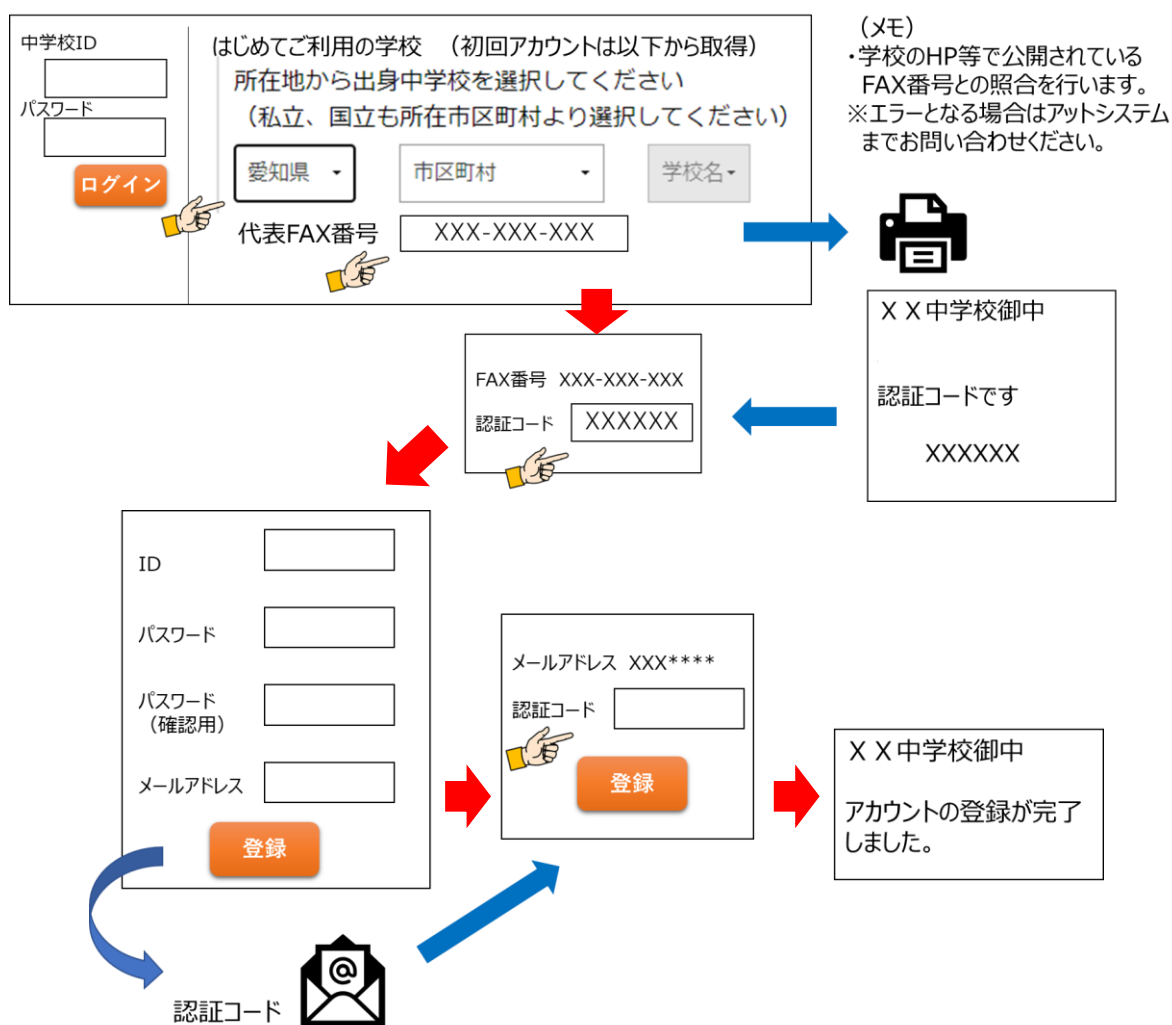 中学校ID
パスワード
ログイン
はじめてご利用の学校　（初回アカウントは以下から取得）
所在地から出身中学校を選択してください
（私立、国立も所在市区町村より選択してください）
愛知県
市区町村
学校名
代表FAX番号
XXX-XXX-XXX
（メモ）
・学校のHP等で公開されている
FAX番号との照合を行います。
※エラーとなる場合はアットシステム
までお問い合わせください。
ＸＸ中学校御中
認証コードです
XXXXXX
FAX番号 XXX-XXX-XXX
認証コード XXXXXX
ID
パスワード
パスワード
（確認用）
メールアドレス
登録
認証コード
@
メールアドレス XXX****
認証コード
登録
ＸＸ中学校御中
アカウントの登録が完了
しました。